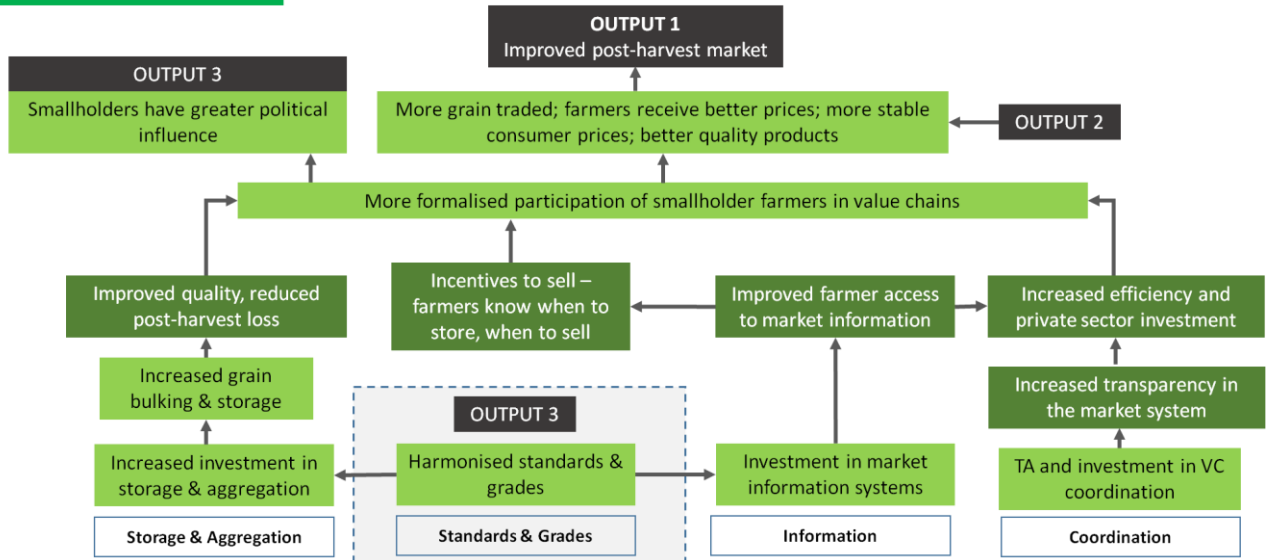 OUTPUT 1
Improved post-harvest market
OUTPUT 3
Smallholders have greater political
influence
More grain traded; farmers receive better prices; more stable
consumer prices; better quality products
OUTPUT 2
More formalised participation of smallholder farmers in value chains
Improved quality, reduced
post-harvest loss
Incentives to sell –
farmers know when to
store, when to sell
Improved farmer access
to market information
Increased efficiency and
private sector investment
Increased grain
bulking & storage
Increased transparency in
the market system
OUTPUT 3
Increased investment in
storage & aggregation
Harmonised standards &
grades
Investment in market
information systems
TA and investment in VC
coordination
Storage & Aggregation
Standards & Grades
Information
Coordination